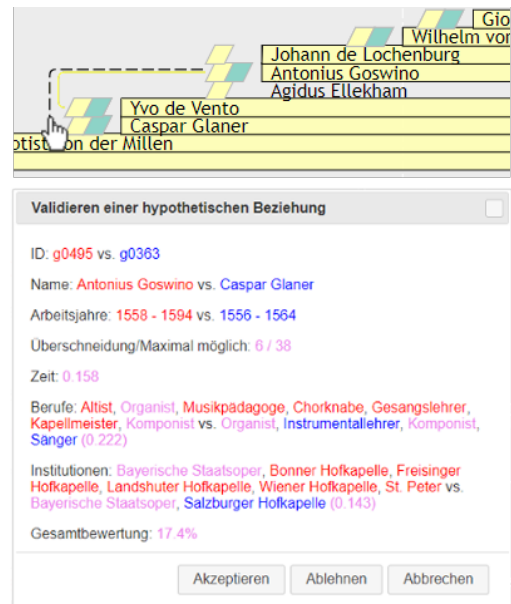 Gio
Wilhelm von
Johann de Lochenburg
Antonius Goswino
Agidus Ellekham
Yvo de Vento
Caspar Glaner
on der Millen
Validieren einer hypothetischen Beziehung
ID: g0495 vs. g0363
Name: Antonius Goswino vs. Caspar Glaner
Arbeitsjahre: 1558 - 1594 vs. 1556 - 1564
Überschneidung/Maximal möglich: 6 / 38
Zeit: 0.158
Berufe: Altist, Organist, Musikpädagoge, Chorknabe, Gesangslehrer,
Kapellmeister, Komponist vs. Organist, Instrumentallehrer, Komponist,
Sänger (0.222)
Institutionen: Bayerische Staatsoper, Bonner Hofkapelle, Freisinger
Hofkapelle, Landshuter Hofkapelle, Wiener Hofkapelle, St. Peter vs.
Bayerische Staatsoper, Salzburger Hofkapelle (0.143)
Gesamtbewertung: 17.4%
Akzeptieren Ablehnen Abbrechen